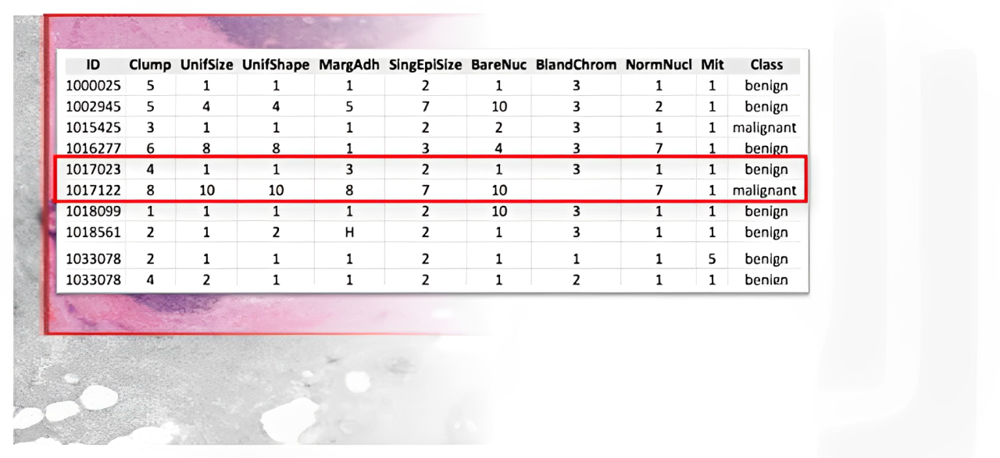 ID Clump UnifSize UnifShape MargAdh SingEpiSize BareNuc BlandChrom NormNucl Mit Class
1000025 5 1 1 1 2 1 3 1 1 benign
1002945 5 4 4 5 7 10 3 2 1 benign
1015425 3 1 1 1 2 2 3 1 1 malignant
1016277 6 8 8 1 3 4 3 7 1 benign
1017023 4 1 1 3 2 1 3 1 1 benign
1017122 8 10 10 8 7 10 7 1 malignant
1018099 1 1 1 1 2 10 3 1 1 benign
1018561 2 1 2 H 2 1 3 1 1 benign
1033078 2 1 1 1 2 1 1 1 5 benign
1033078 4 2 1 1 2 1 2 1 1 benign